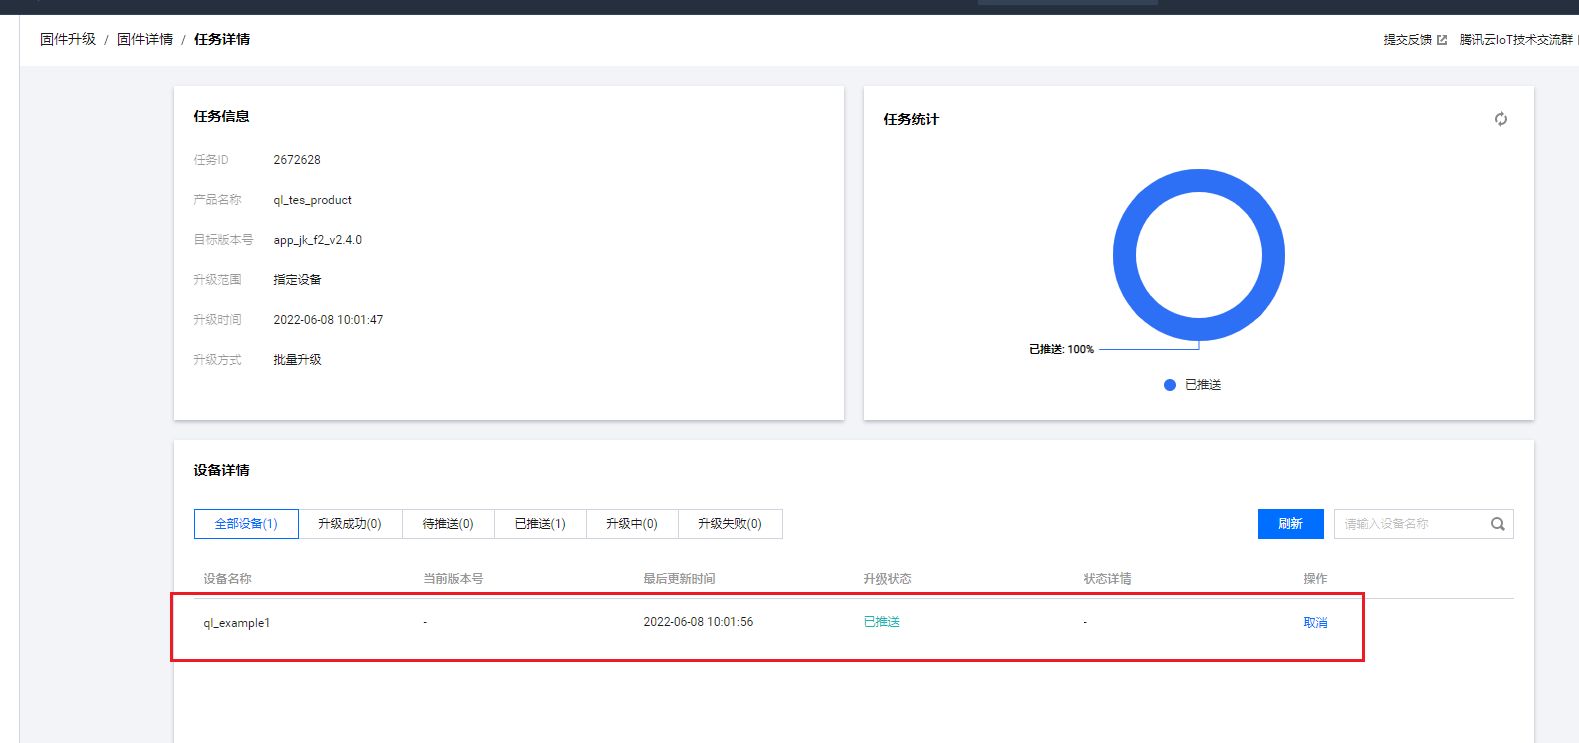 固件升级 / 固件详情 / 任务详情
提交反馈 腾讯云IoT技术交流群
任务信息
任务ID 2672628
产品名称 ql_tes_product
目标版本号 app_jk_f2_v2.4.0
升级范围 指定设备
升级时间 2022-06-08 10:01:47
升级方式 批量升级
任务统计
已推送: 100%
已推送
设备详情
全部设备(1) 升级成功(0) 待推送(0) 已推送(1) 升级中(0) 升级失败(0)
刷新 请输入设备名称
设备名称 当前版本号 最后更新时间 升级状态 状态详情 操作
ql_example1 - 2022-06-08 10:01:56 已推送 - 取消